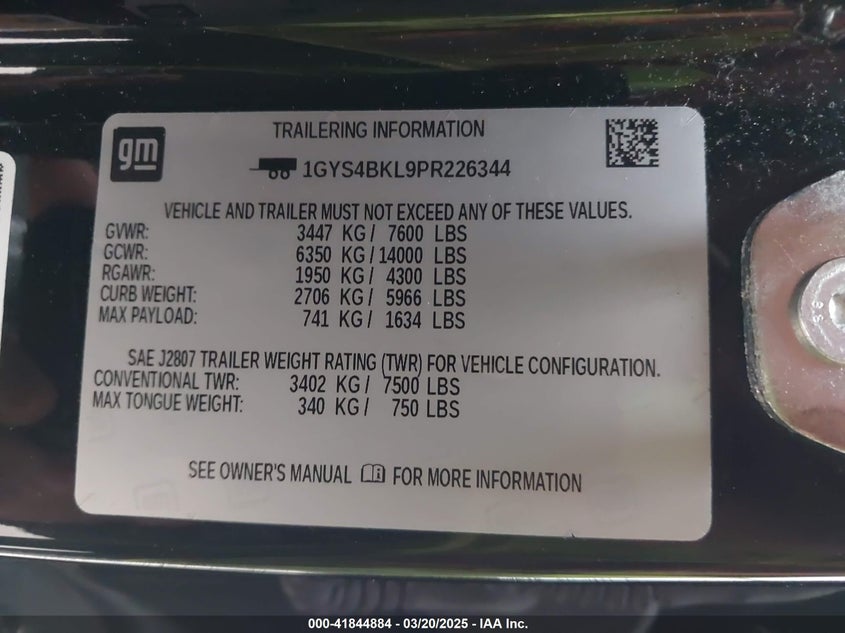 gm
TRAILERING INFORMATION
1GYS4BKL9PR226344
VEHICLE AND TRAILER MUST NOT EXCEED ANY OF THESE VALUES.
GVWR: 3447 KG / 7600 LBS
GCWR: 6350 KG / 14000 LBS
RGAWR: 1950 KG / 4300 LBS
CURB WEIGHT: 2706 KG / 5966 LBS
MAX PAYLOAD: 741 KG / 1634 LBS
SAE J2807 TRAILER WEIGHT RATING (TWR) FOR VEHICLE CONFIGURATION.
CONVENTIONAL TWR: 3402 KG / 7500 LBS
MAX TONGUE WEIGHT: 340 KG / 750 LBS
SEE OWNER'S MANUAL FOR MORE INFORMATION
000-41844884 / 03/20/2025 / IAA Inc.